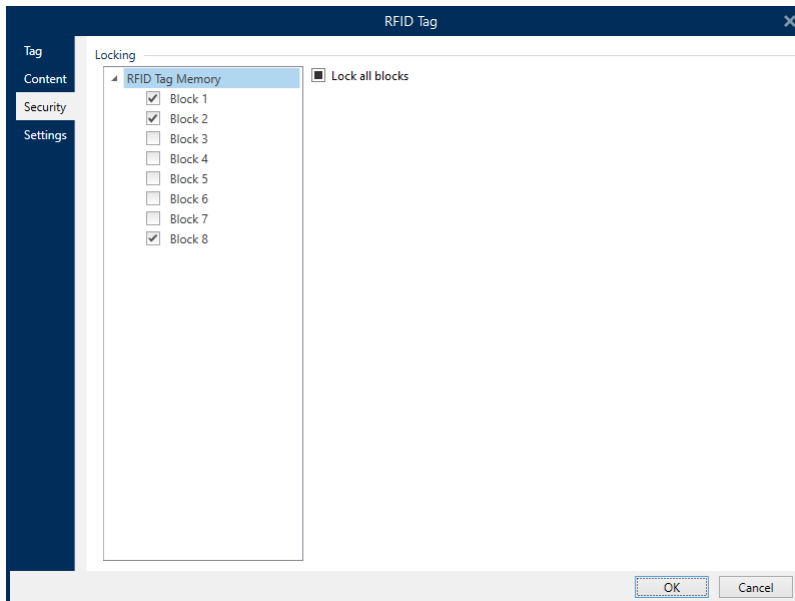 RFID Tag
Tag
Content
Security
Settings
Locking
RFID Tag Memory
Block 1
Block 2
Block 3
Block 4
Block 5
Block 6
Block 7
Block 8
Lock all blocks
OK
Cancel